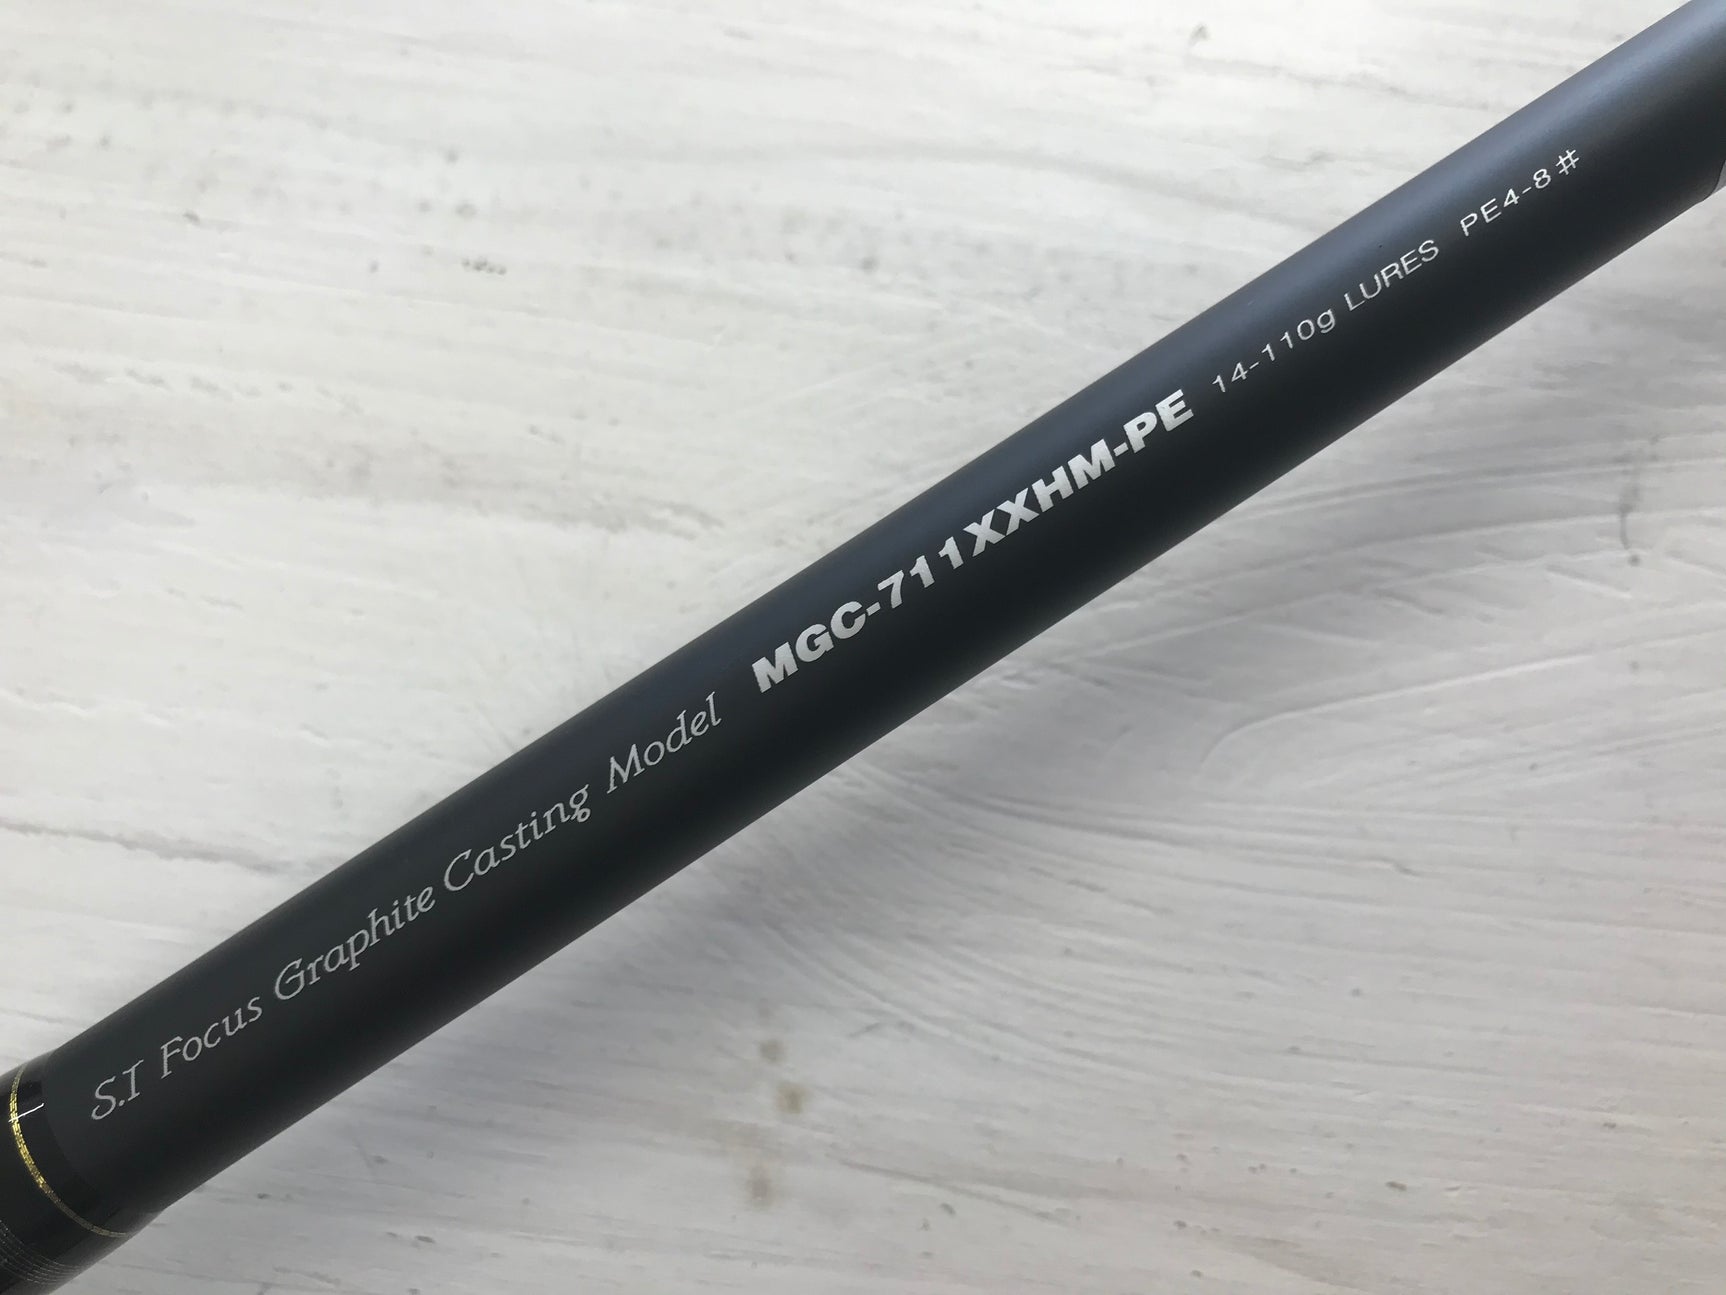 S.I Focus Graphite Casting Model MGC-711XXHM-PE 14-110g LURES PE4-8#